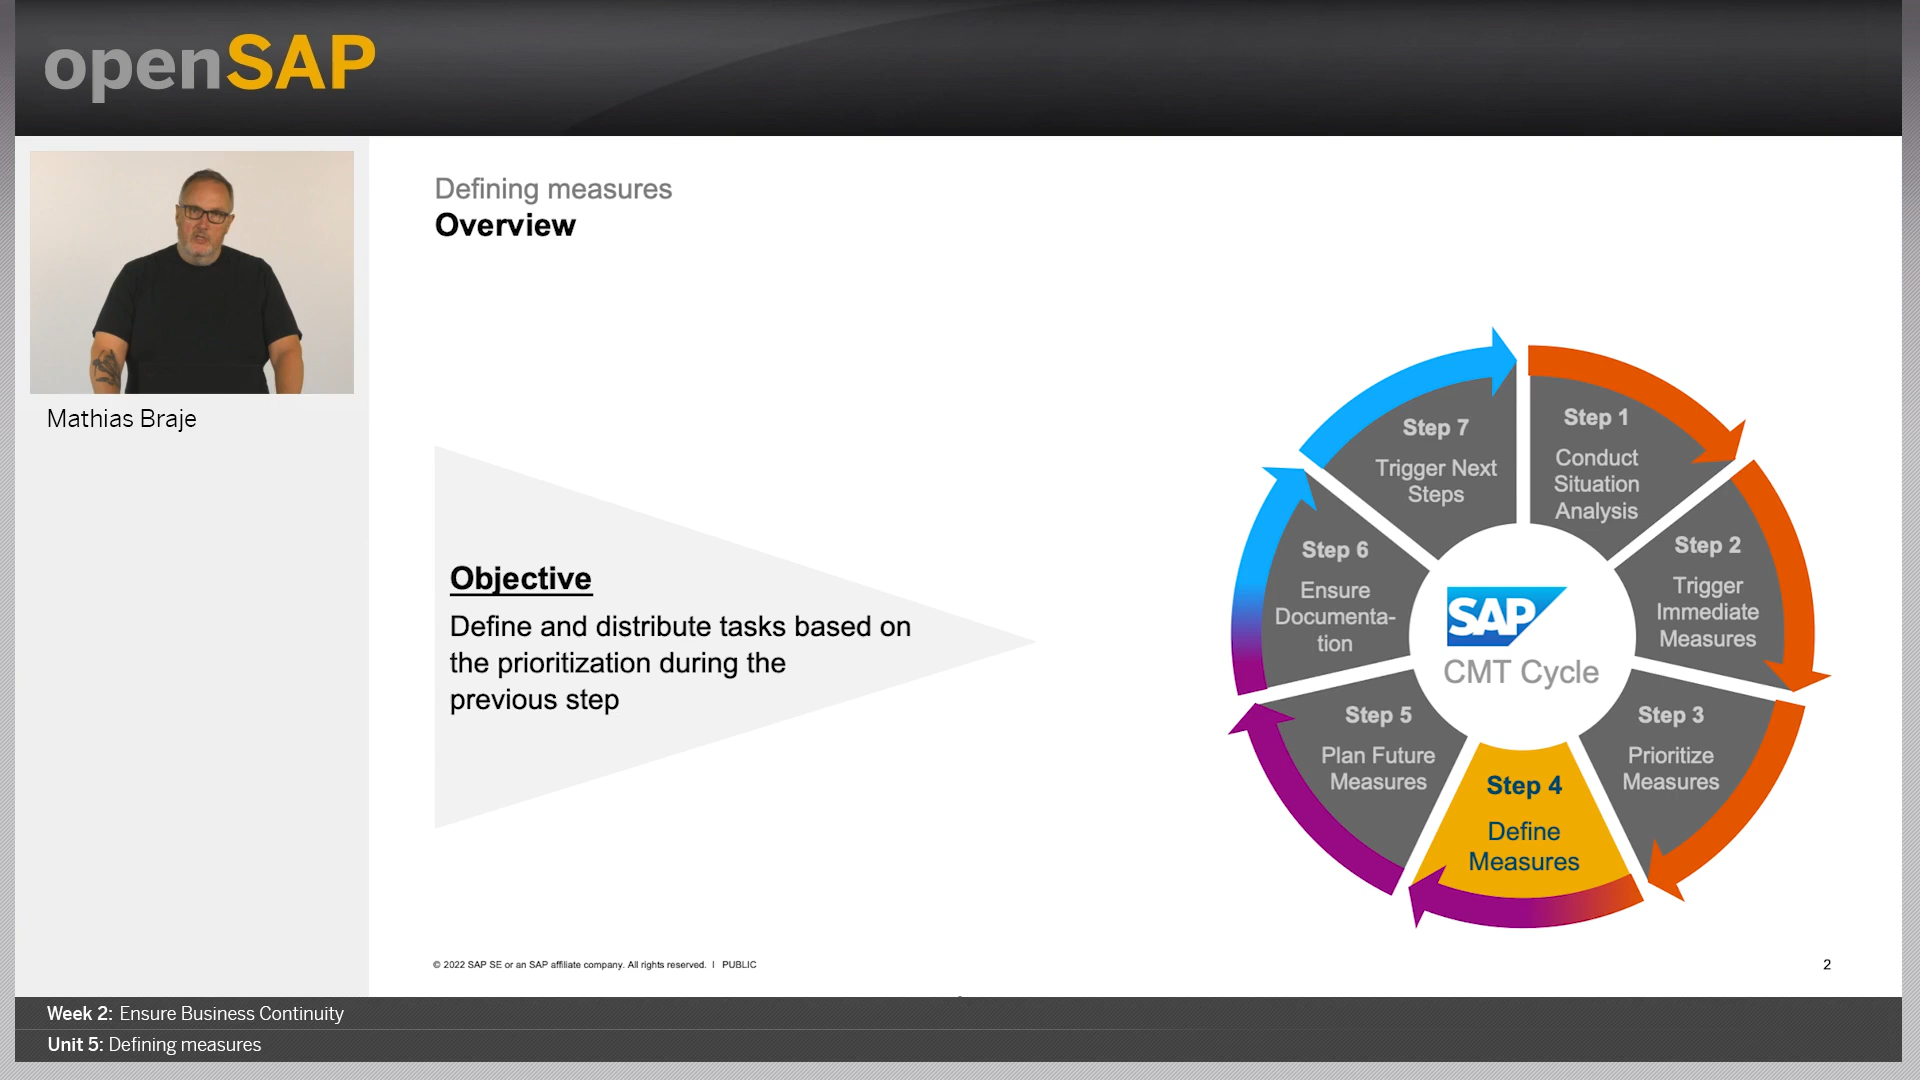 openSAP
Mathias Braje
Defining measures
Overview
Objective
Define and distribute tasks based on
the prioritization during the
previous step
Step 1
Conduct
Situation
Analysis
Step 2
Trigger
Immediate
Measures
Step 3
Prioritize
Measures
Step 4
Define
Measures
Step 5
Plan Future
Measures
Step 6
Ensure
Documenta-
tion
Step 7
Trigger Next
Steps
SAP
CMT Cycle
© 2022 SAP SE or an SAP affiliate company. All rights reserved. I PUBLIC
2
Week 2: Ensure Business Continuity
Unit 5: Defining measures